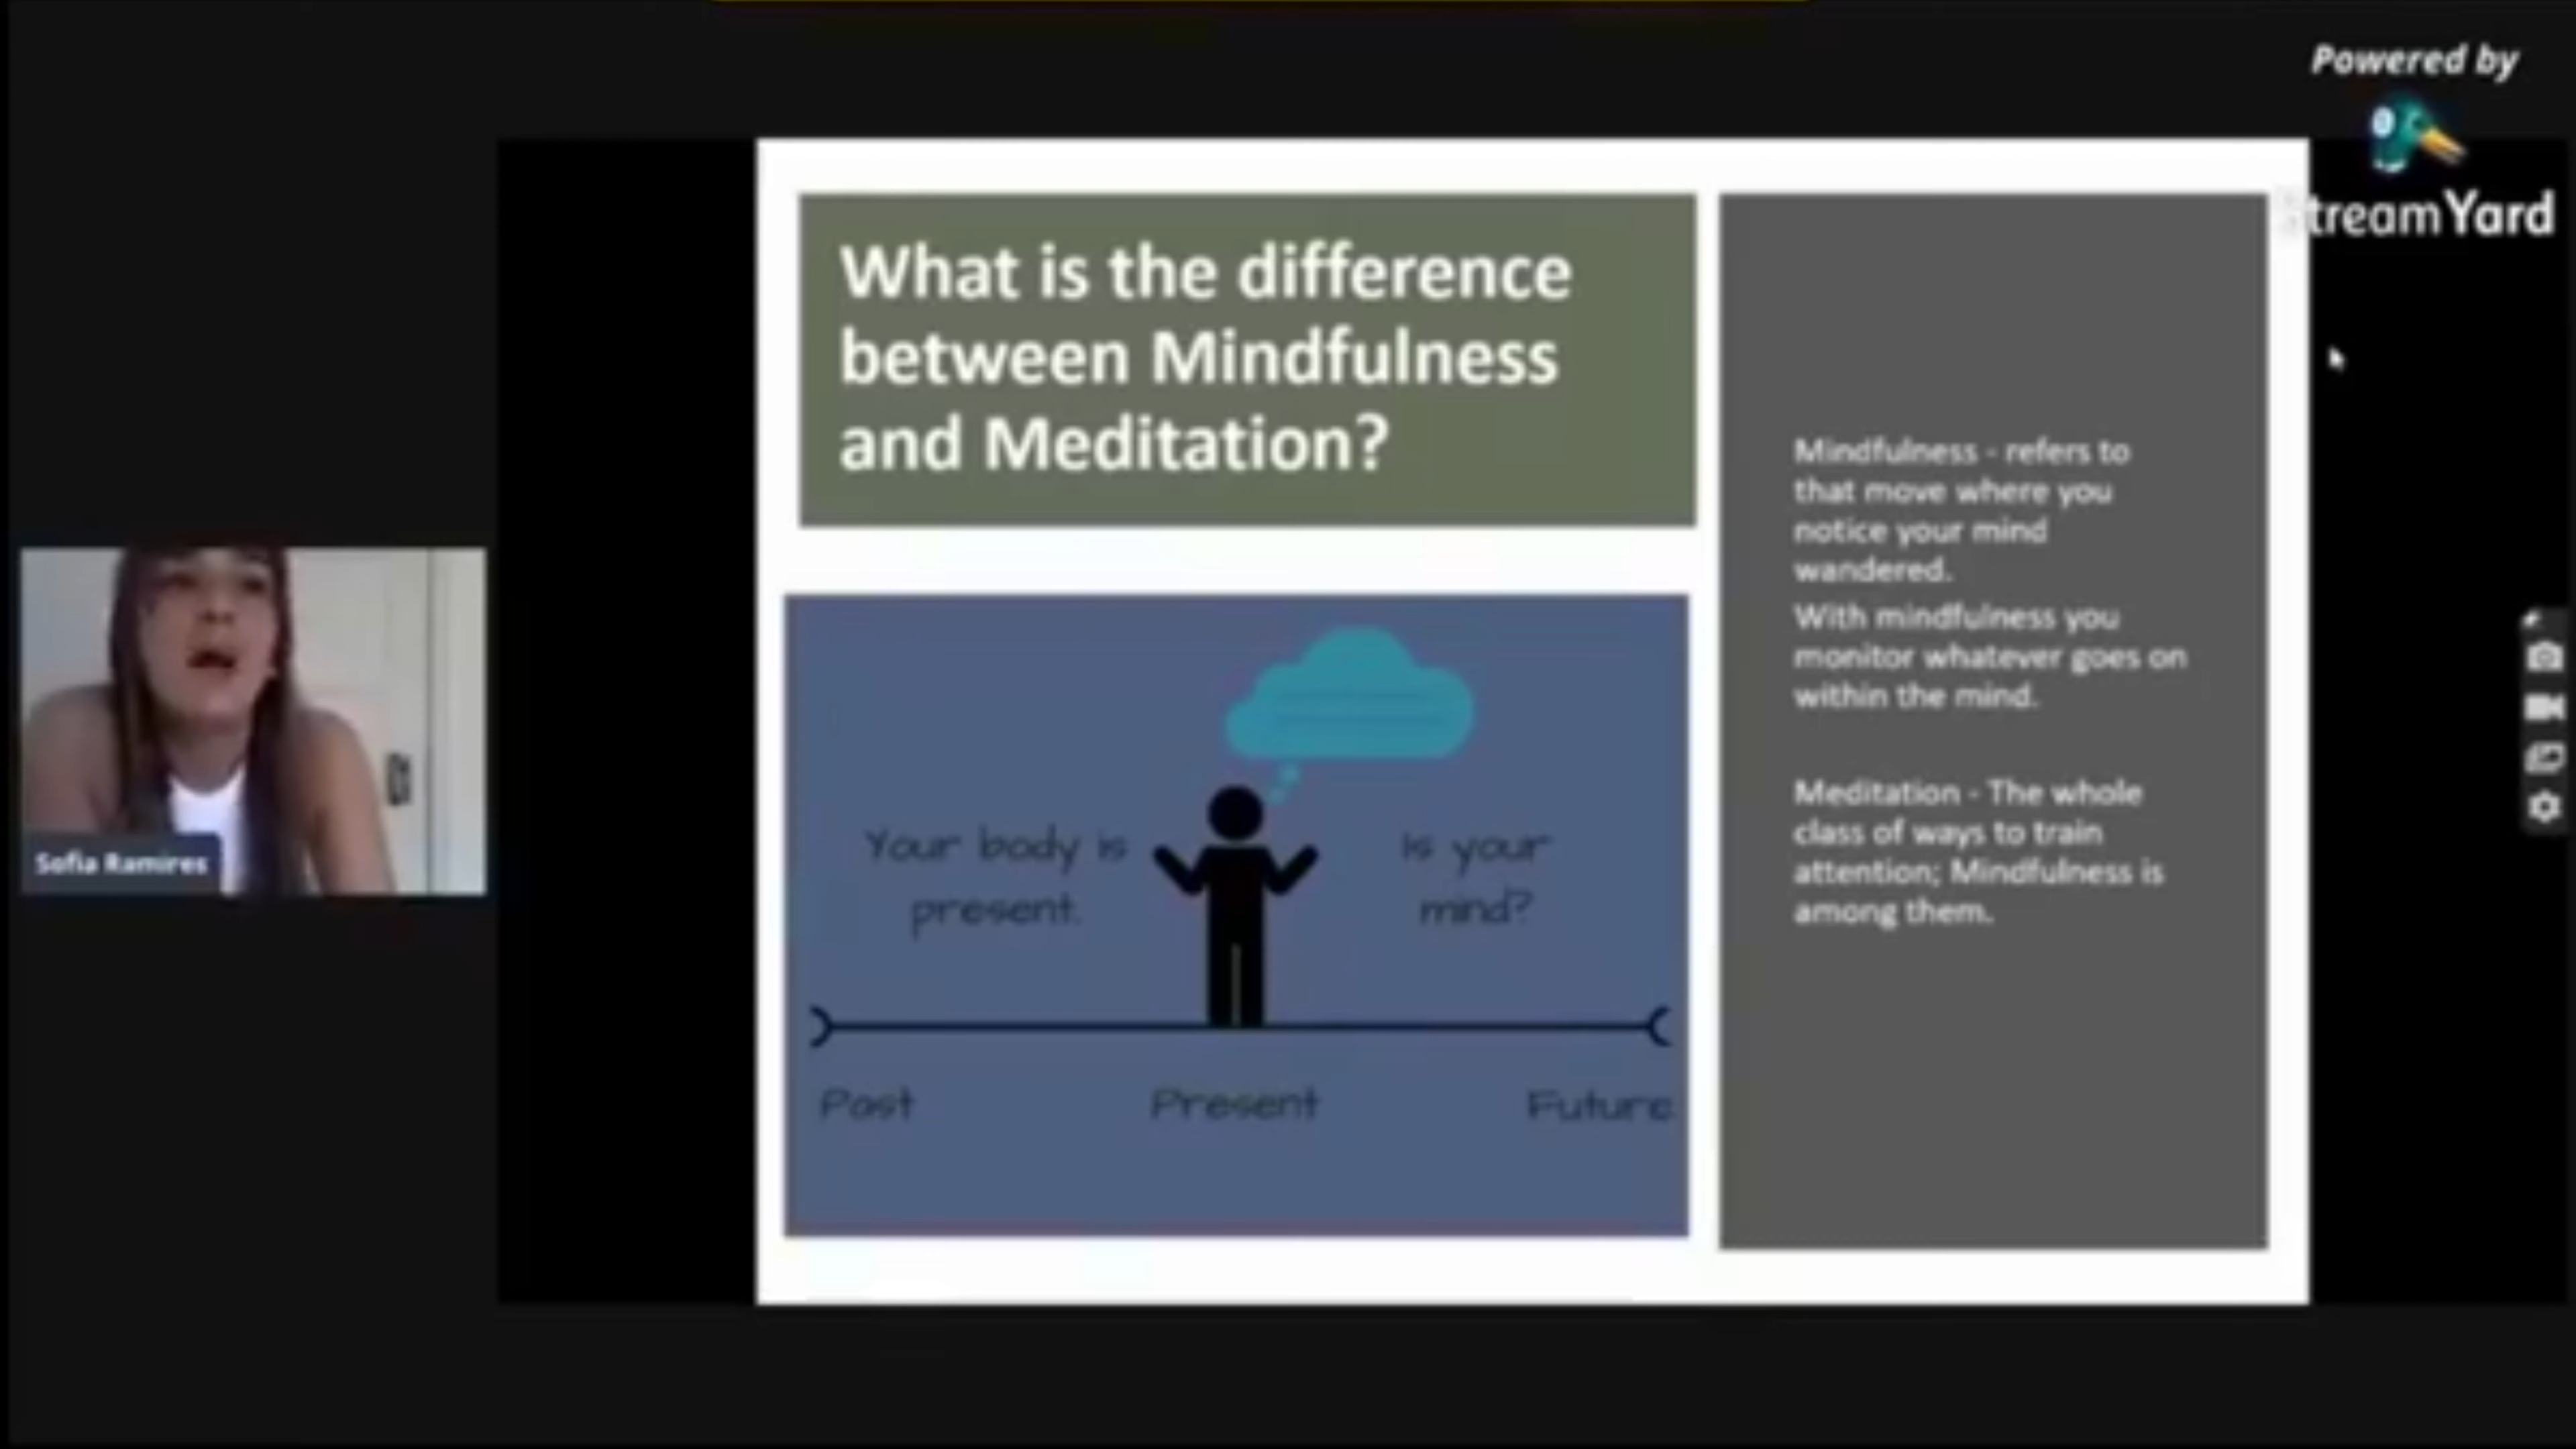 Powered by
StreamYard
What is the difference
between Mindfulness
and Meditation?
Mindfulness - refers to
that move where you
notice your mind
wandered.
With mindfulness you
monitor whatever goes on
within the mind.
Meditation - The whole
class of ways to train
attention; Mindfulness is
among them.
Your body is
present.
Is your
mind?
Past
Present
Future
Sofia Ramires